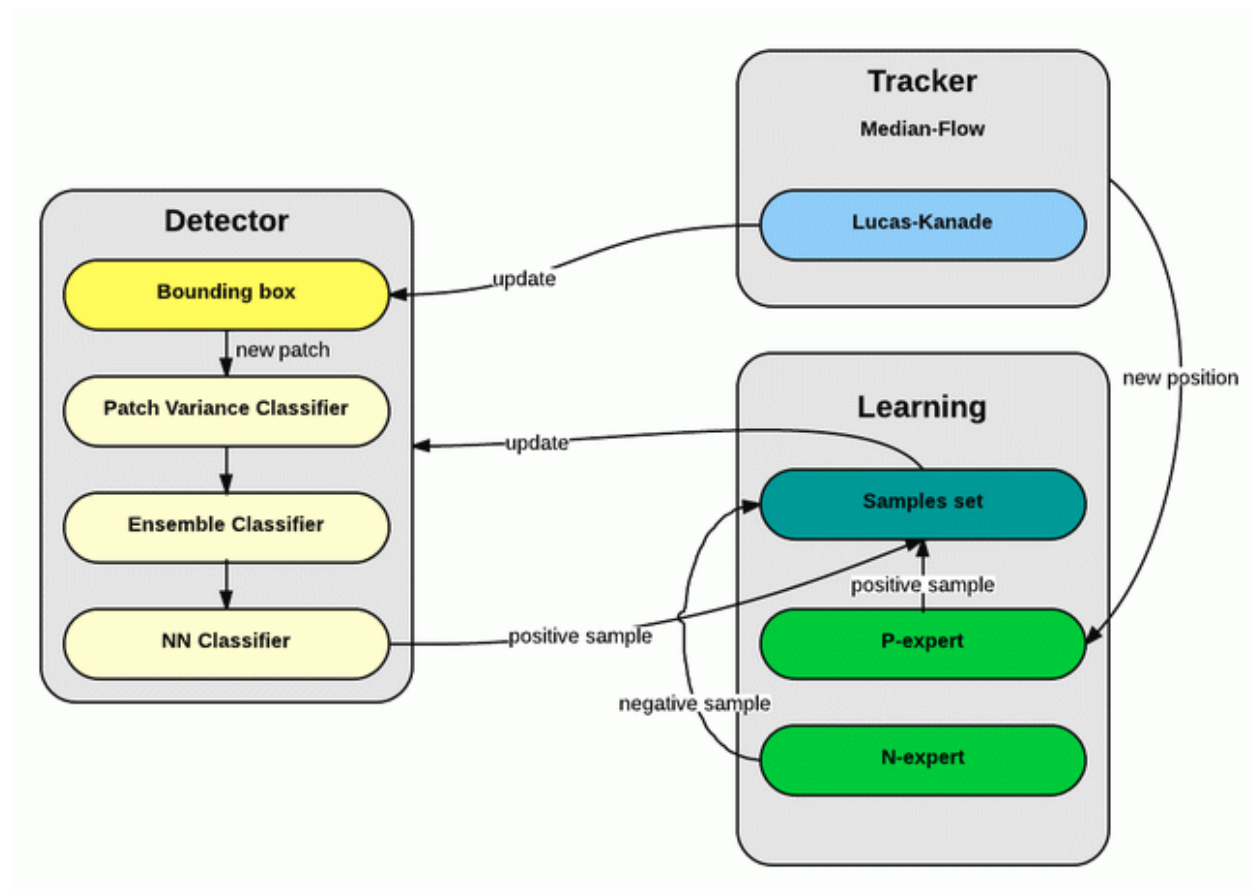 Tracker
Median-Flow
Lucas-Kanade
Detector
Bounding box
update
new patch
Patch Variance Classifier
Ensemble Classifier
NN Classifier
new position
Learning
update
Samples set
positive sample
P-expert
positive sample
negative sample
N-expert